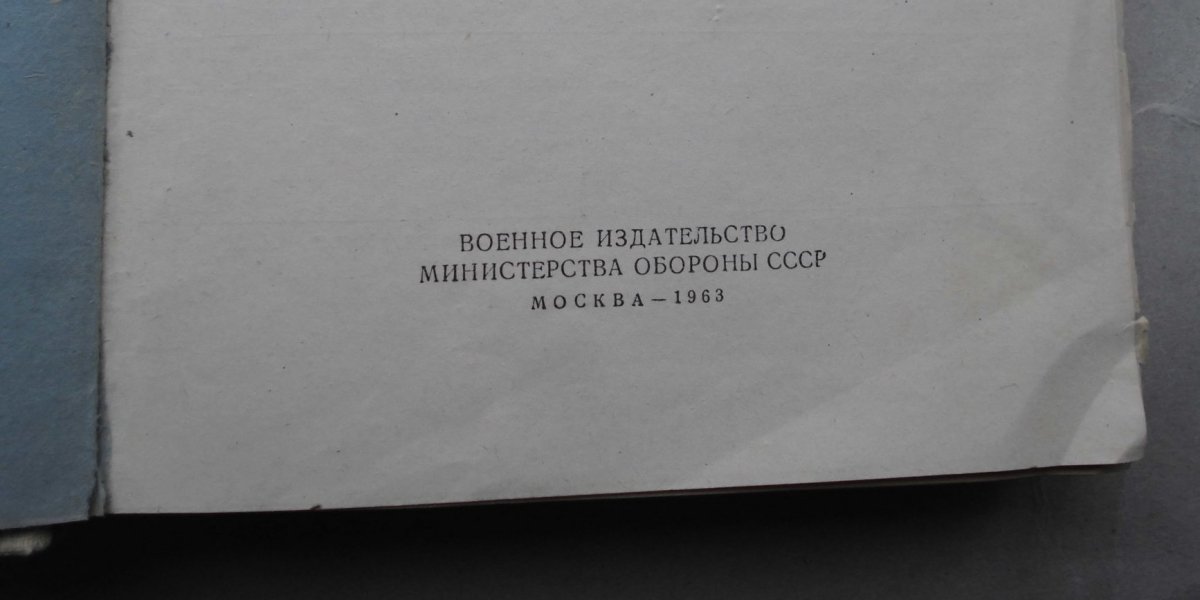 ВОЕННОЕ ИЗДАТЕЛЬСТВО
МИНИСТЕРСТВА ОБОРОНЫ СССР
МОСКВА — 1963